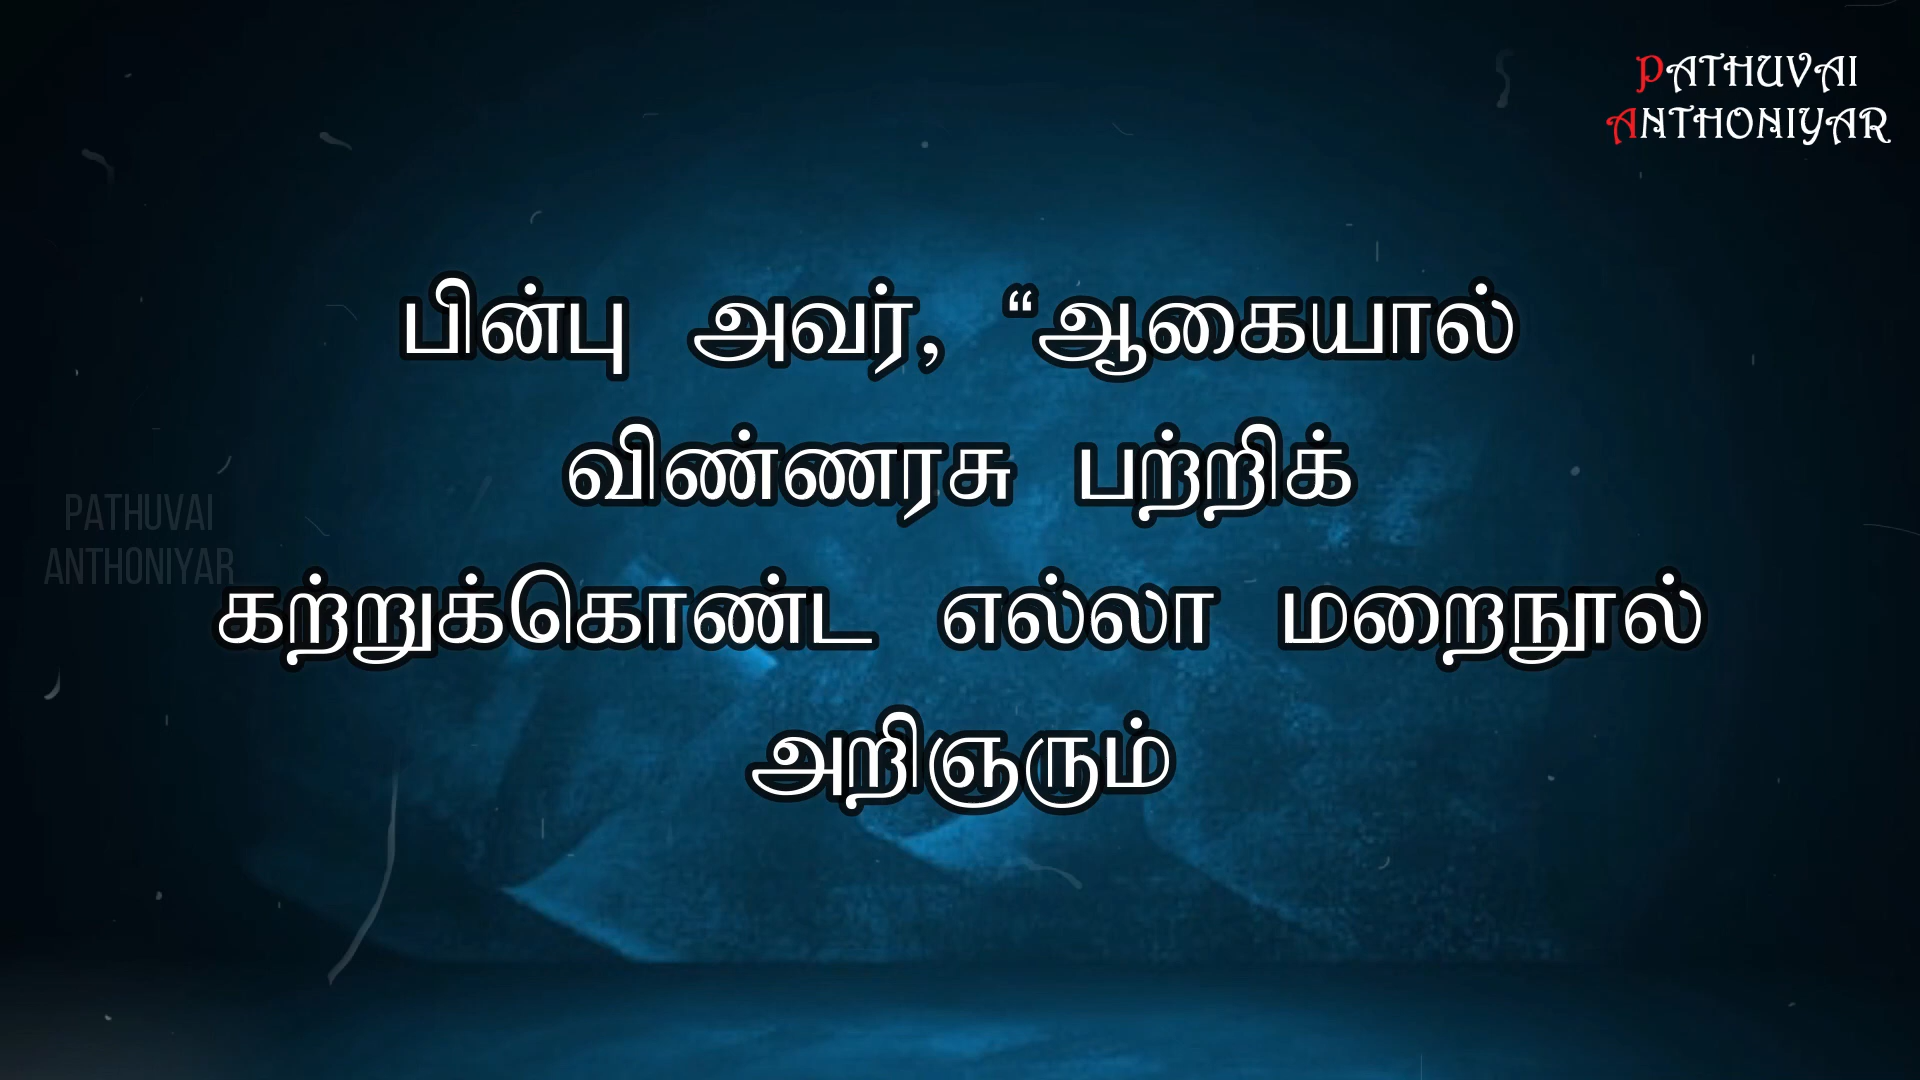 PATHUVAI
ANTHONIYAR
பின்பு அவர், “ஆகையால்
விண்ணரசு பற்றிக்
PATHUVAI
ANTHONIYAR
கற்றுக்கொண்ட எல்லா மறைநூல்
அறிஞரும்